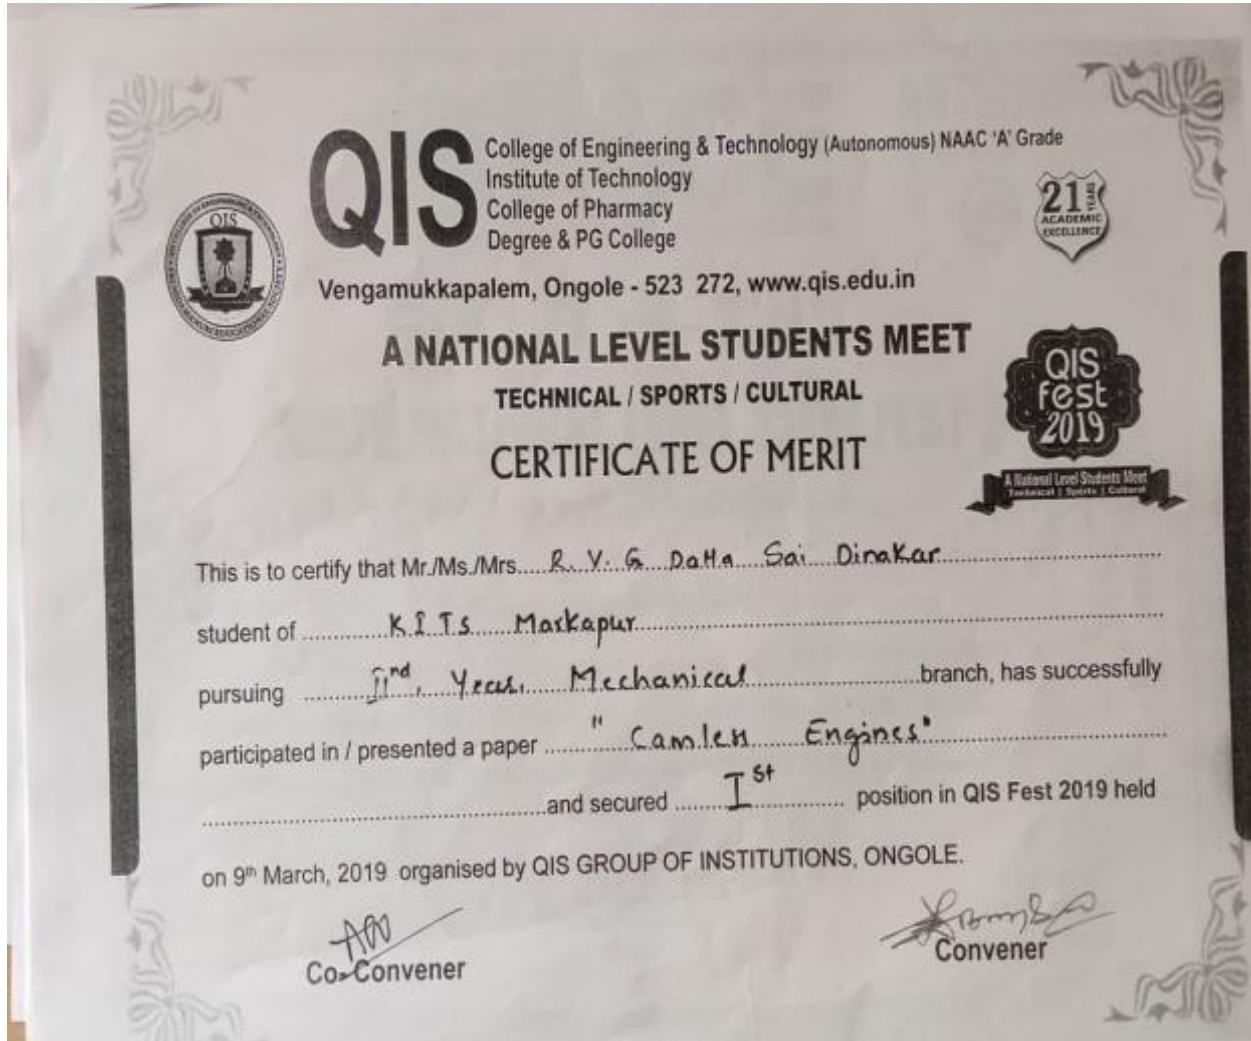 QIS
College of Engineering & Technology (Autonomous) NAAC 'A' Grade
Institute of Technology
College of Pharmacy
Degree & PG College
Vengamukkapalem, Ongole - 523 272, www.qis.edu.in
QIS
21 YEARS
ACADEMIC
EXCELLENCE
A NATIONAL LEVEL STUDENTS MEET
TECHNICAL / SPORTS / CULTURAL
CERTIFICATE OF MERIT
QIS
fest
2019
A National Level Students Meet
Technical | Sports | Cultural
This is to certify that Mr./Ms./Mrs. R. V. G Datta Sai Dinakar
student of K I T S Markapur
pursuing IInd, Year, Mechanical branch, has successfully
participated in / presented a paper "Camless Engines"
and secured Ist position in QIS Fest 2019 held
on 9th March, 2019 organised by QIS GROUP OF INSTITUTIONS, ONGOLE.
Co-Convener
Convener